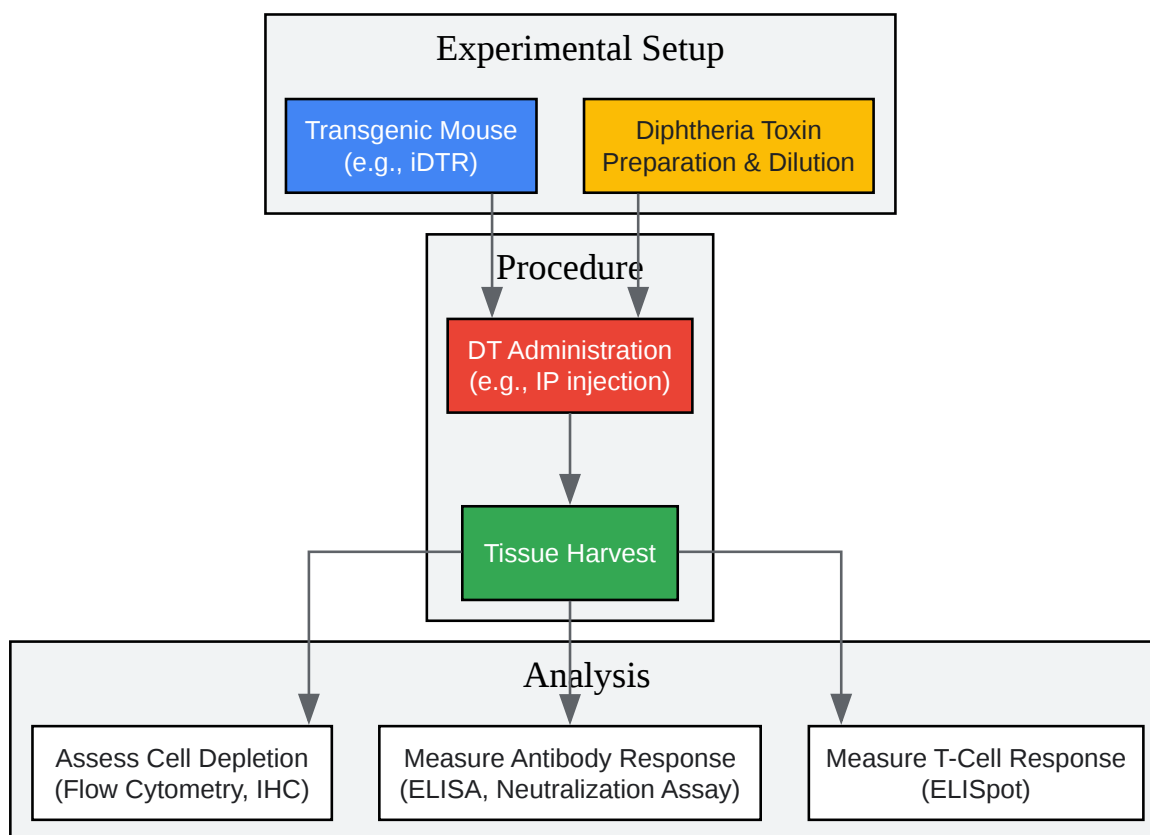 Experimental Setup
Transgenic Mouse
(e.g., iDTR)
Diphtheria Toxin
Preparation & Dilution
Procedure
DT Administration
(e.g., IP injection)
Tissue Harvest
Analysis
Assess Cell Depletion
(Flow Cytometry, IHC)
Measure Antibody Response
(ELISA, Neutralization Assay)
Measure T-Cell Response
(ELISpot)